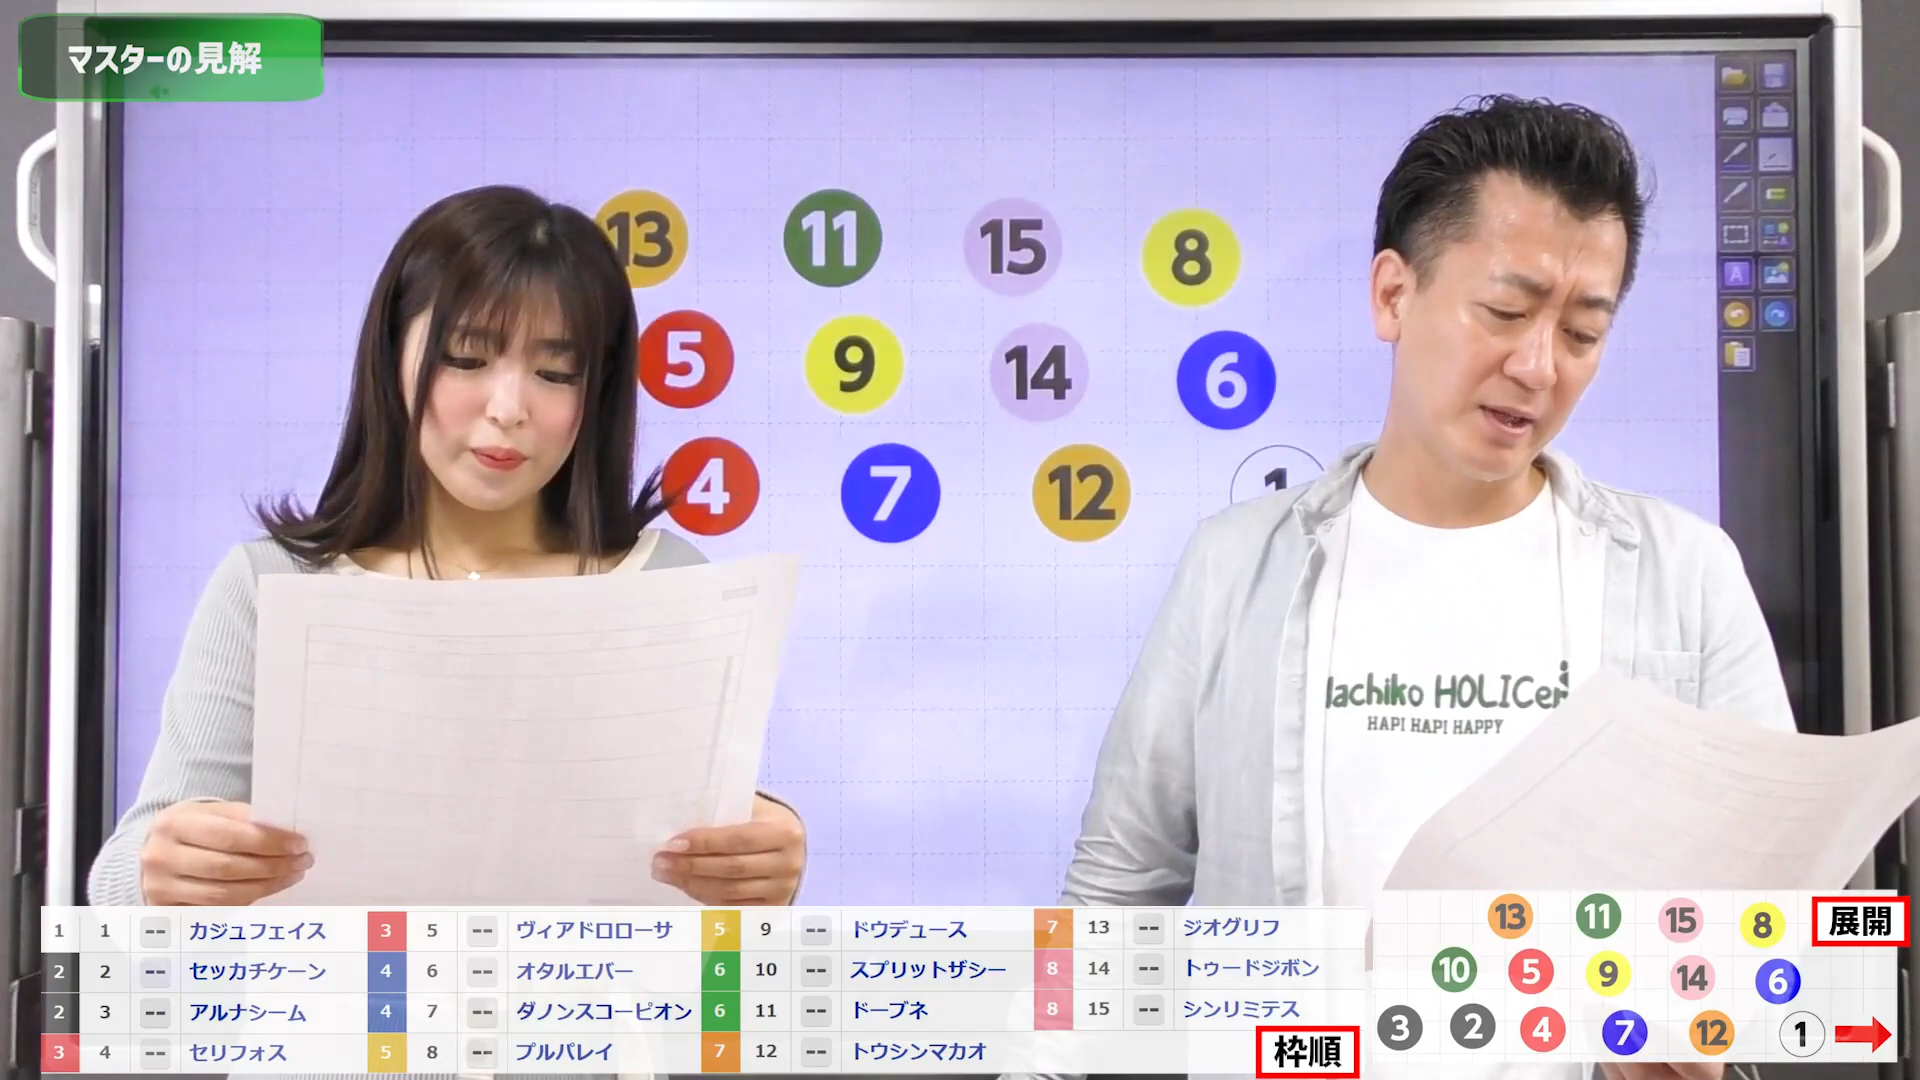 マスターの見解
13 11 15 8
5 9 14 6
4 7 12 1
A
Hachiko HOLICer
HAPI HAPI HAPPY
1 1 -- カジュフェイス 3 5 -- ヴィアドロローサ 5 9 -- ドウデュース 7 13 -- ジオグリフ
2 2 -- セッカチケーン 4 6 -- オタルエバー 6 10 -- スプリットザシー 8 14 -- トゥードジボン
2 3 -- アルナシーム 4 7 -- ダノンスコーピオン 6 11 -- ドーブネ 8 15 -- シンリミテス
3 4 -- セリフォス 5 8 -- プルパレイ 7 12 -- トウシンマカオ
枠順
13 11 15 8 展開
10 5 9 14 6
3 2 4 7 12 1